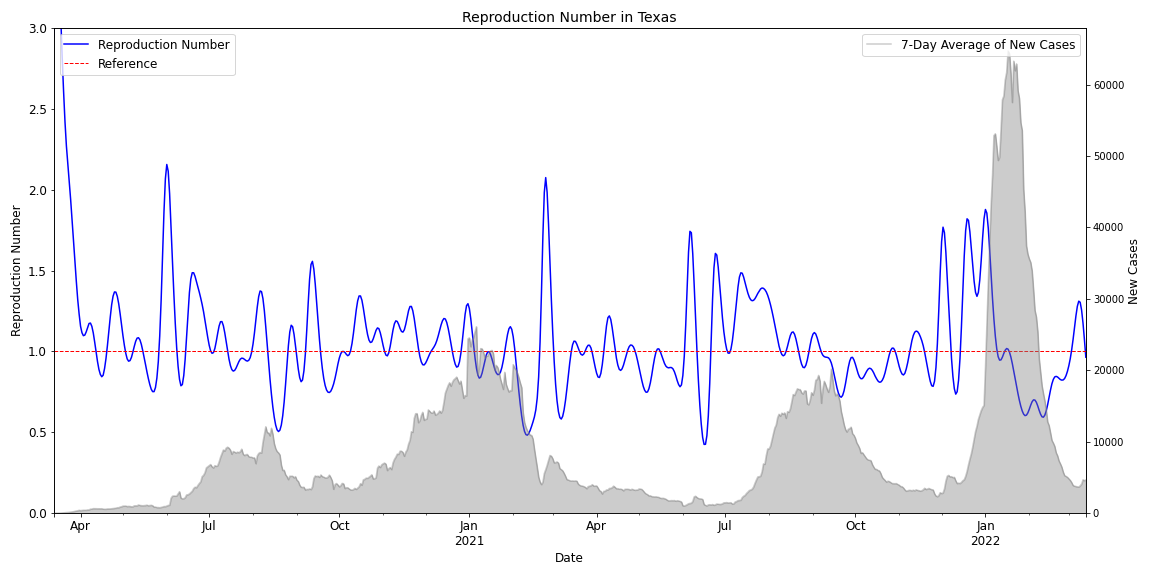 Reproduction Number in Texas
3.0
2.5
2.0
1.5
1.0
0.5
0.0
Reproduction Number
Reproduction Number
Reference
7-Day Average of New Cases
60000
50000
40000
30000
20000
10000
0
New Cases
Apr
Jul
Oct
Jan
2021
Apr
Jul
Oct
Jan
2022
Date